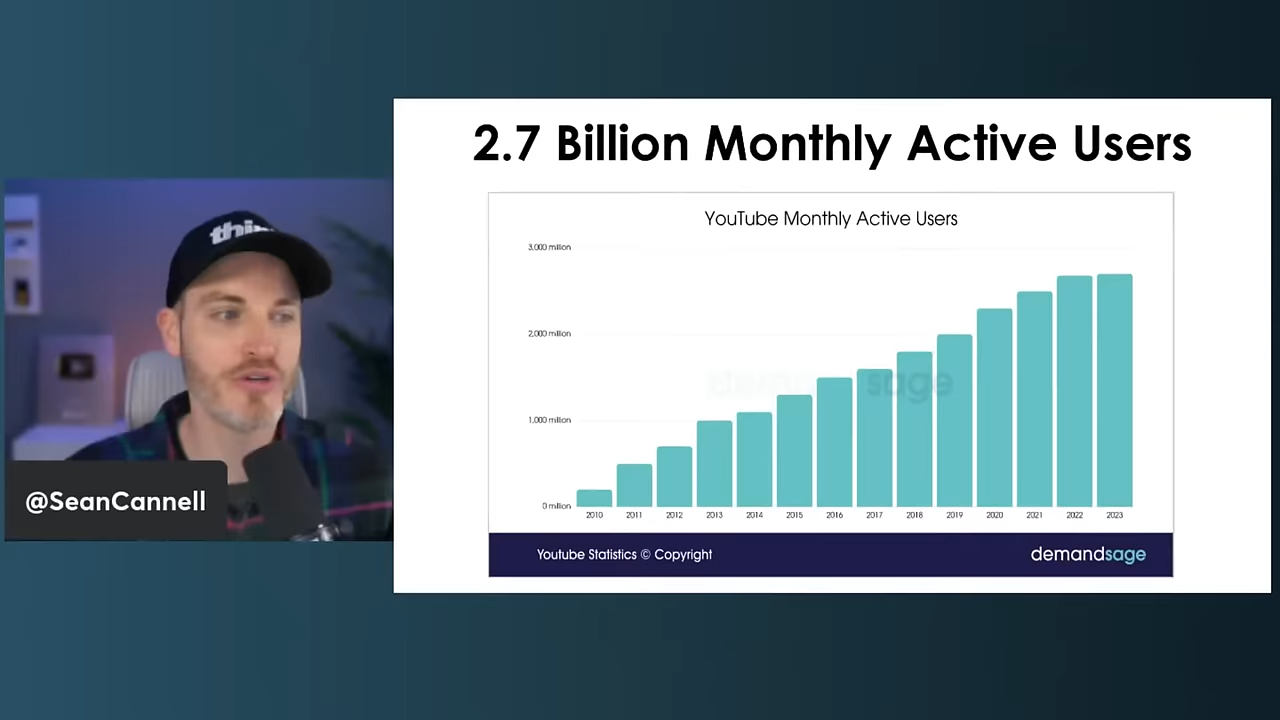 2.7 Billion Monthly Active Users
YouTube Monthly Active Users
3,000 million
2,000 million
1,000 million
0 million
2010 2011 2012 2013 2014 2015 2016 2017 2018 2019 2020 2021 2022 2023
demand sage
Youtube Statistics © Copyright
demandsage
@SeanCannell